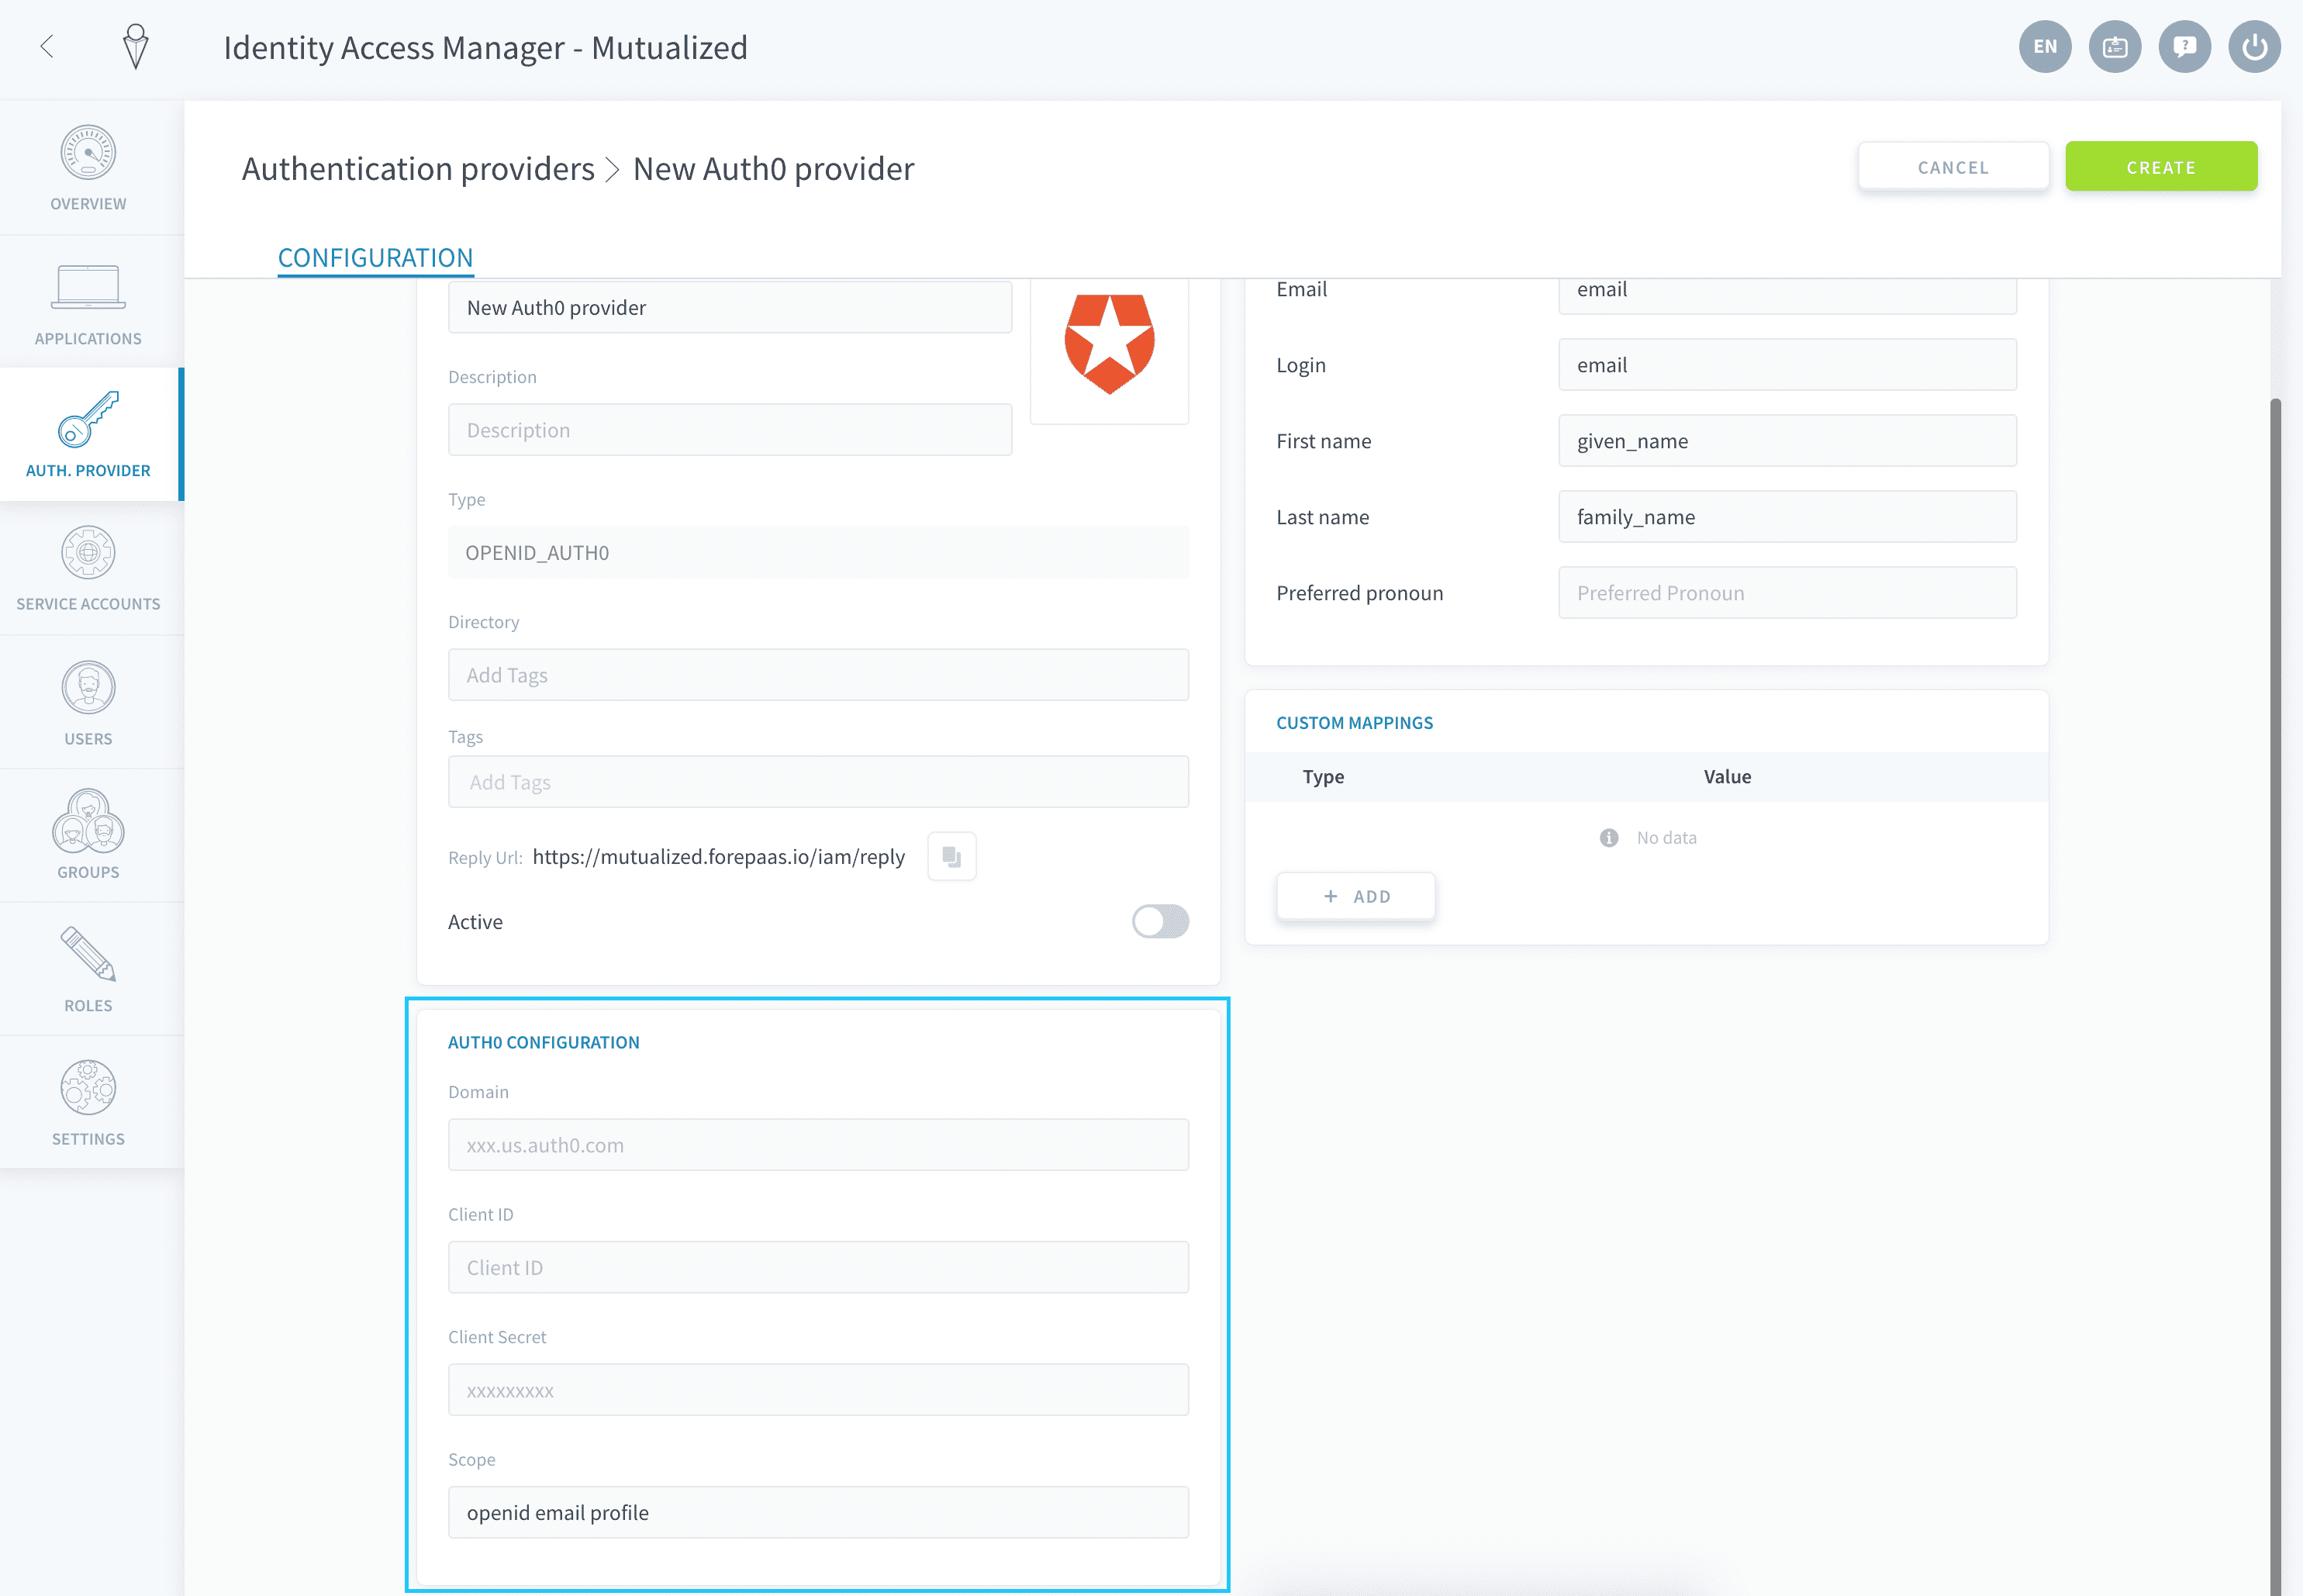 Identity Access Manager - Mutualized
EN
OVERVIEW
APPLICATIONS
AUTH. PROVIDER
SERVICE ACCOUNTS
USERS
GROUPS
ROLES
SETTINGS
Authentication providers > New Auth0 provider
CANCEL
CREATE
CONFIGURATION
New Auth0 provider
Description
Description
Type
OPENID_AUTH0
Directory
Add Tags
Tags
Add Tags
Reply Url: https://mutualized.forepaas.io/iam/reply
Active
AUTH0 CONFIGURATION
Domain
xxx.us.auth0.com
Client ID
Client ID
Client Secret
xxxxxxxxx
Scope
openid email profile
Email email
Login email
First name given_name
Last name family_name
Preferred pronoun Preferred Pronoun
CUSTOM MAPPINGS
Type Value
No data
+ ADD